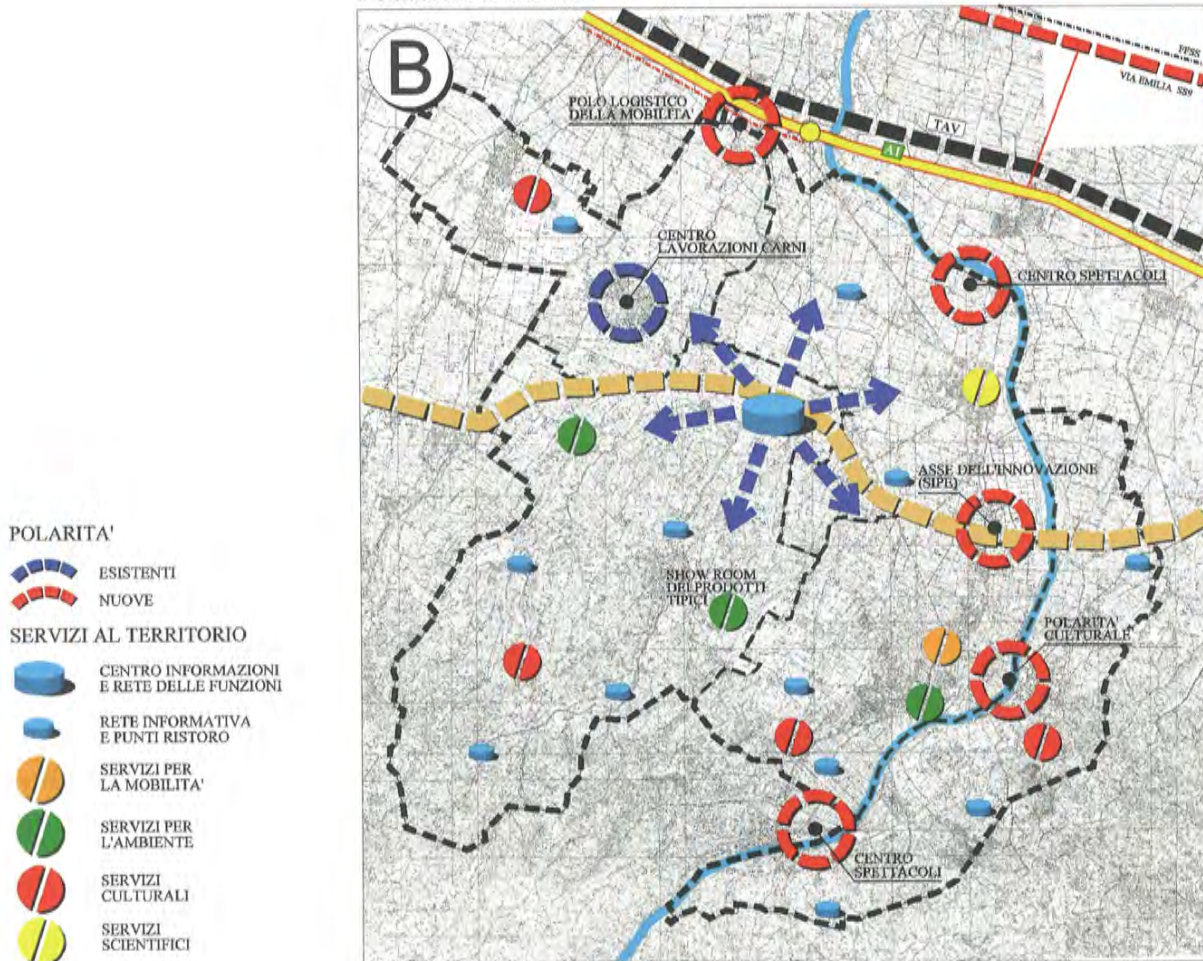 B
FFSS
VIA EMILIA SS9
POLO LOGISTICO
DELLA MOBILITA'
TAV
A1
CENTRO
LAVORAZIONI CARNI
CENTRO SPETTACOLI
ASSE DELL'INNOVAZIONE
(SIPE)
SHOW ROOM
DEI PRODOTTI
TIPICI
POLARITA'
CULTURALE
CENTRO
SPETTACOLI
POLARITA'
ESISTENTI
NUOVE
SERVIZI AL TERRITORIO
CENTRO INFORMAZIONI
E RETE DELLE FUNZIONI
RETE INFORMATIVA
E PUNTI RISTORO
SERVIZI PER
LA MOBILITA'
SERVIZI PER
L'AMBIENTE
SERVIZI
CULTURALI
SERVIZI
SCIENTIFICI